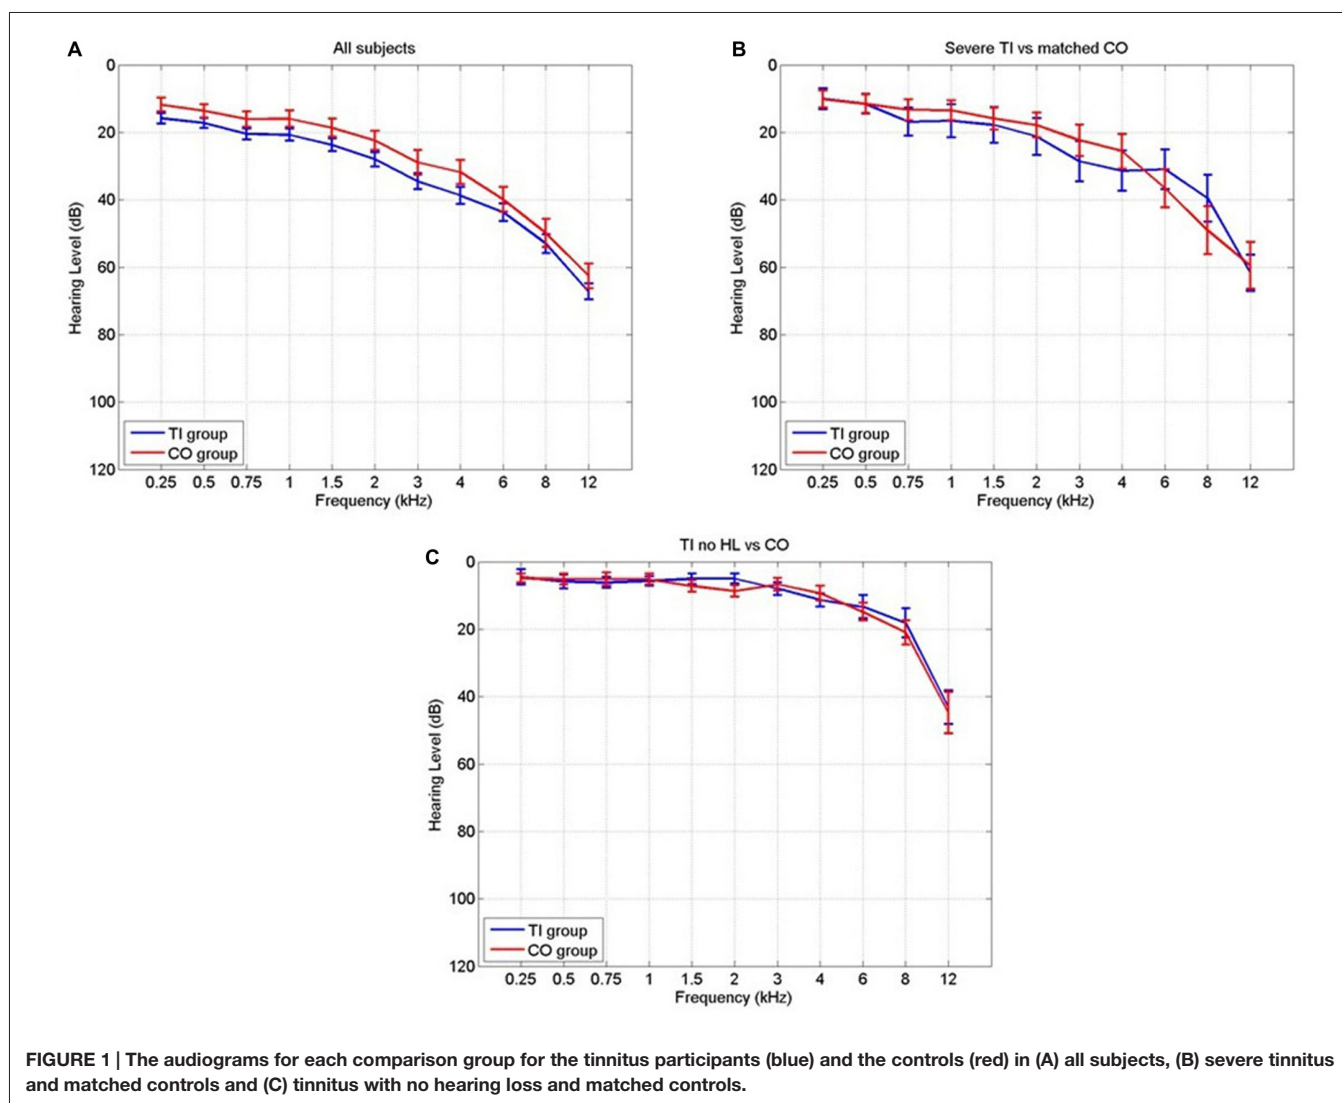 A
All subjects
0
20
40
60
80
100
120
Hearing Level (dB)
TI group
CO group
0.25 0.5 0.75 1 1.5 2 3 4 6 8 12
Frequency (kHz)
B
Severe TI vs matched CO
0
20
40
60
80
100
120
Hearing Level (dB)
TI group
CO group
0.25 0.5 0.75 1 1.5 2 3 4 6 8 12
Frequency (kHz)
C
TI no HL vs CO
0
20
40
60
80
100
120
Hearing Level (dB)
TI group
CO group
0.25 0.5 0.75 1 1.5 2 3 4 6 8 12
Frequency (kHz)
FIGURE 1 | The audiograms for each comparison group for the tinnitus participants (blue) and the controls (red) in (A) all subjects, (B) severe tinnitus
and matched controls and (C) tinnitus with no hearing loss and matched controls.